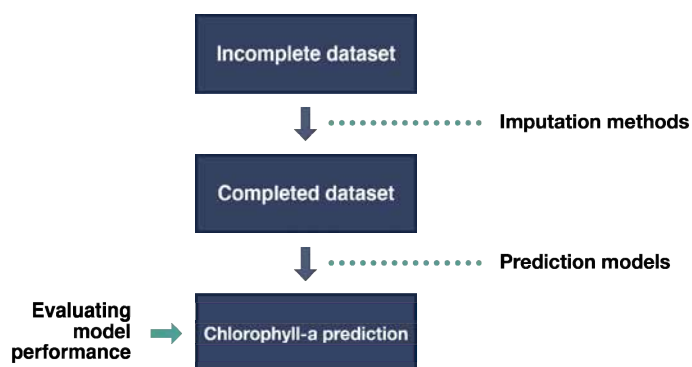 Incomplete dataset
Imputation methods
Completed dataset
Prediction models
Evaluating
model
performance
Chlorophyll-a prediction